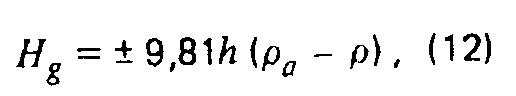 H_g = ± 9,81h (ρ_a − ρ), (12)